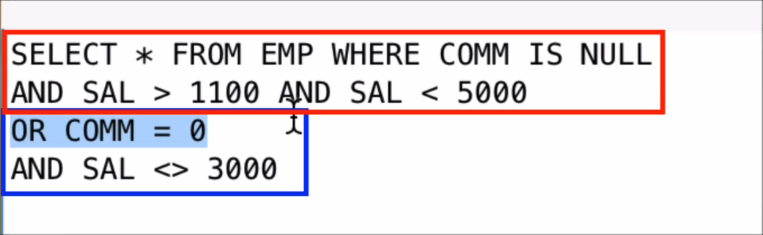 SELECT * FROM EMP WHERE COMM IS NULL
AND SAL > 1100 AND SAL < 5000
OR COMM = 0
AND SAL <> 3000